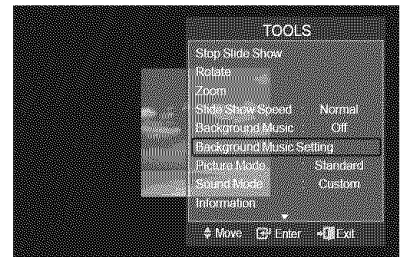 TOOLS
Stop Slide Show
Rotate
Zoom
Slide Show Speed : Normal
Background Music : Off
Background Music Setting
Picture Mode : Standard
Sound Mode : Custom
Information
Move Enter Exit